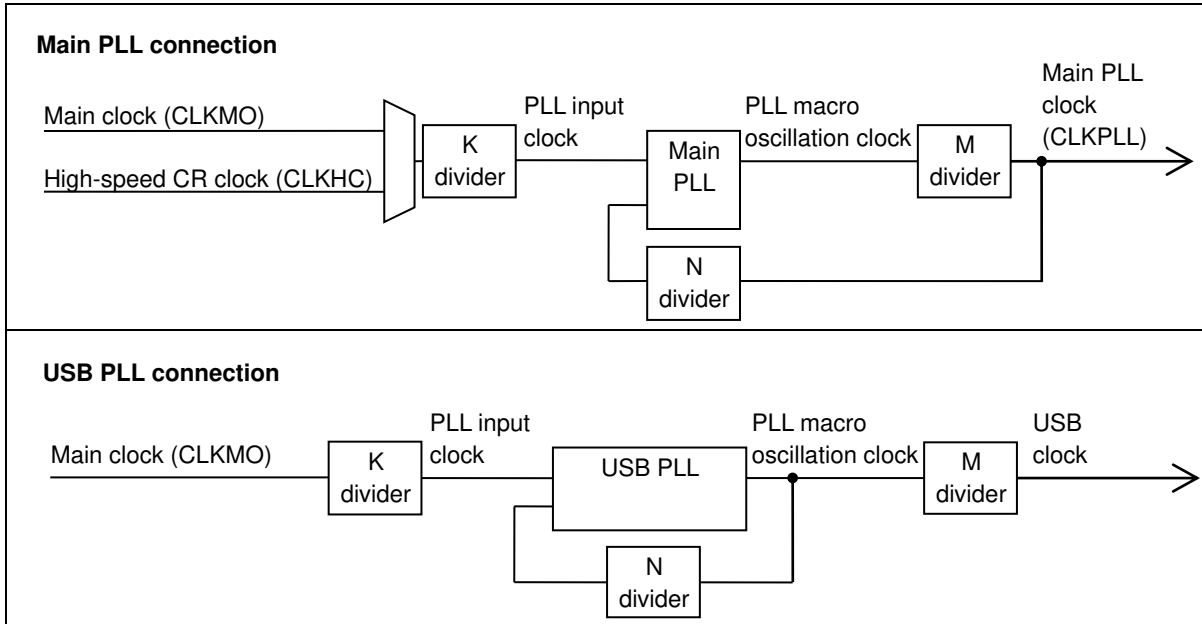 Main PLL connection
Main clock (CLKMO)
High-speed CR clock (CLKHC)
K
divider
PLL input
clock
Main
PLL
PLL macro
oscillation clock
M
divider
Main PLL
clock
(CLKPLL)
N
divider
USB PLL connection
Main clock (CLKMO)
K
divider
PLL input
clock
USB PLL
PLL macro
oscillation clock
M
divider
USB
clock
N
divider